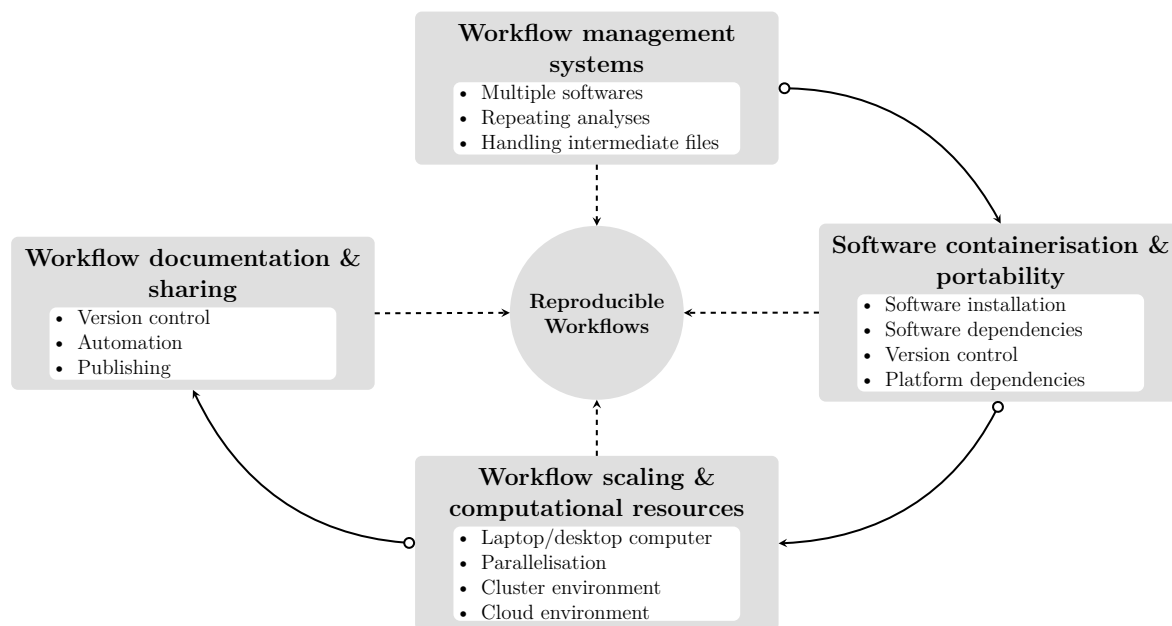 Workflow management
systems
• Multiple softwares
• Repeating analyses
• Handling intermediate files
Workflow documentation &
sharing
• Version control
• Automation
• Publishing
Reproducible
Workflows
Software containerisation &
portability
• Software installation
• Software dependencies
• Version control
• Platform dependencies
Workflow scaling &
computational resources
• Laptop/desktop computer
• Parallelisation
• Cluster environment
• Cloud environment